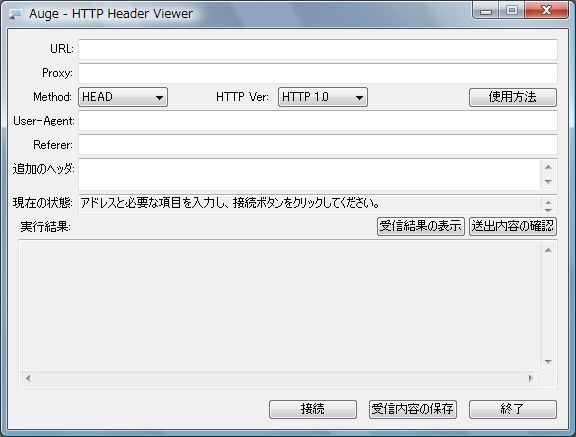 Auge - HTTP Header Viewer
URL:
Proxy:
Method: HEAD HTTP Ver: HTTP 1.0 使用方法
User-Agent:
Referer:
追加のヘッダ:
現在の状態: アドレスと必要な項目を入力し、接続ボタンをクリックしてください。
実行結果: 受信結果の表示 送出内容の確認
接続 受信内容の保存 終了